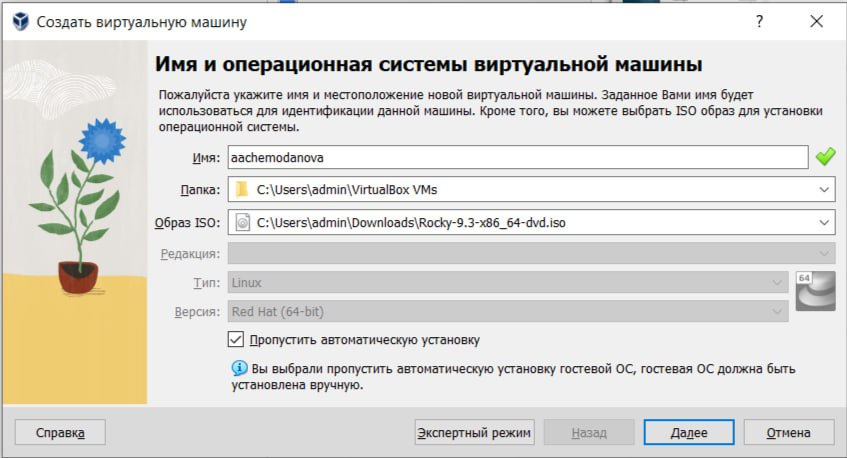 Создать виртуальную машину
?
Имя и операционная системы виртуальной машины
Пожалуйста укажите имя и местоположение новой виртуальной машины. Заданное Вами имя будет
использоваться для идентификации данной машины. Кроме того, вы можете выбрать ISO образ для установки
операционной системы.
Имя: aachemodanova
Папка: C:\Users\admin\VirtualBox VMs
Образ ISO: C:\Users\admin\Downloads\Rocky-9.3-x86_64-dvd.iso
Редакция:
Тип: Linux
64
Версия: Red Hat (64-bit)
Пропустить автоматическую установку
Вы выбрали пропустить автоматическую установку гостевой ОС, гостевая ОС должна быть
установлена вручную.
Справка Экспертный режим Назад Далее Отмена